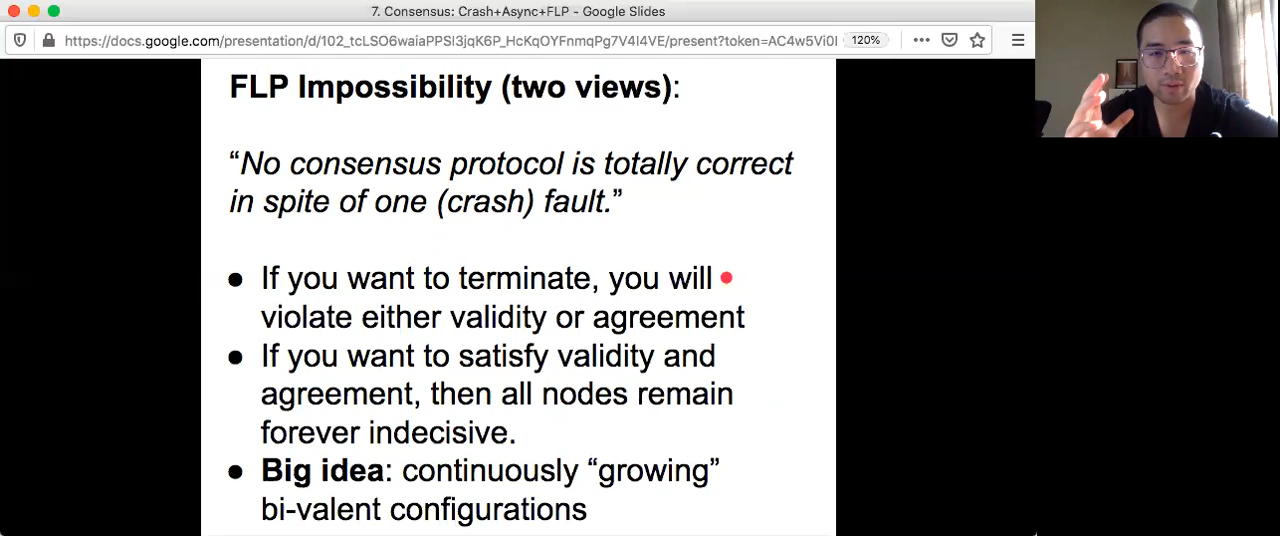 7. Consensus: Crash+Async+FLP - Google Slides
https://docs.google.com/presentation/d/102_tcLSO6waiaPPSI3jqK6P_HcKqOYFnmqPg7V4I4VE/present?token=AC4w5Vi0I 120%
FLP Impossibility (two views):
“No consensus protocol is totally correct
in spite of one (crash) fault.”
● If you want to terminate, you will
violate either validity or agreement
● If you want to satisfy validity and
agreement, then all nodes remain
forever indecisive.
● Big idea: continuously “growing”
bi-valent configurations